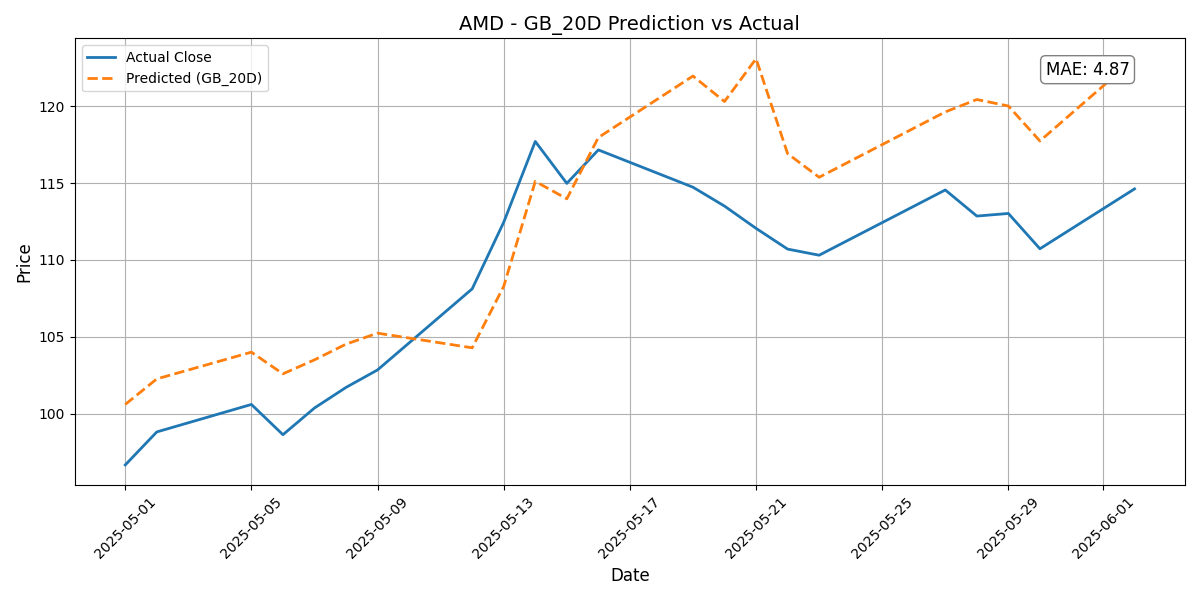 AMD - GB_20D Prediction vs Actual
Actual Close
Predicted (GB_20D)
MAE: 4.87
Price
120
115
110
105
100
2025-05-01
2025-05-05
2025-05-09
2025-05-13
2025-05-17
2025-05-21
2025-05-25
2025-05-29
2025-06-01
Date